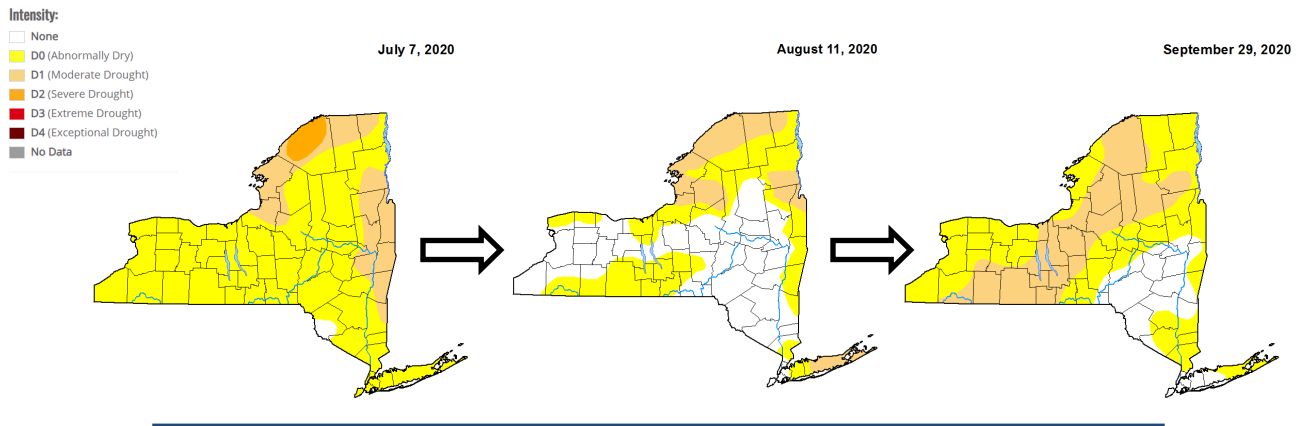 Intensity:
None
D0 (Abnormally Dry)
D1 (Moderate Drought)
D2 (Severe Drought)
D3 (Extreme Drought)
D4 (Exceptional Drought)
No Data
July 7, 2020
August 11, 2020
September 29, 2020